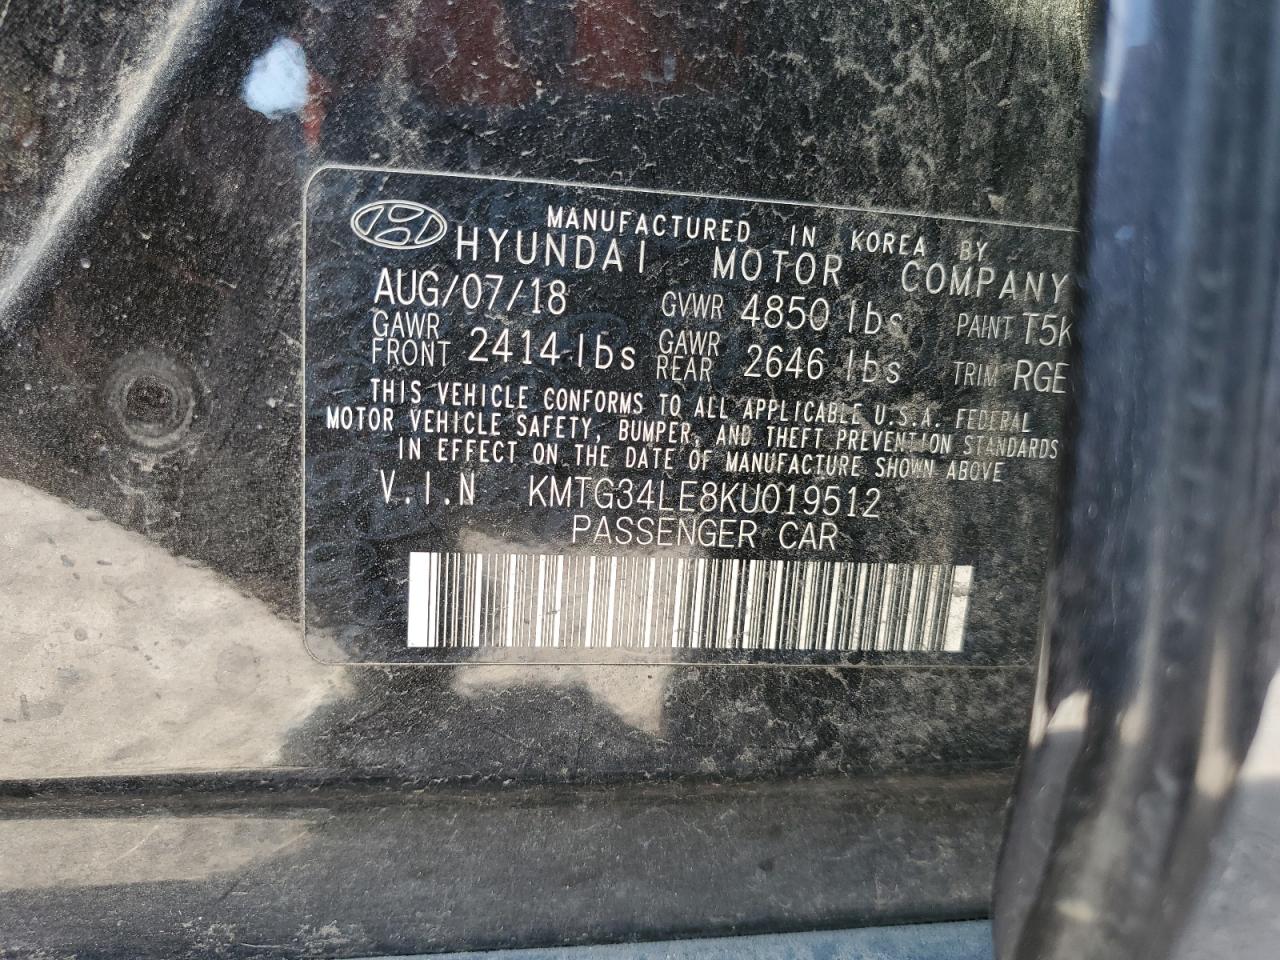 MANUFACTURED IN KOREA BY
HYUNDAI MOTOR COMPANY
AUG/07/18 GVWR 4850 lbs PAINT T5K
GAWR FRONT 2414 lbs GAWR REAR 2646 lbs TRIM RGE
THIS VEHICLE CONFORMS TO ALL APPLICABLE U.S.A. FEDERAL
MOTOR VEHICLE SAFETY, BUMPER, AND THEFT PREVENTION STANDARDS
IN EFFECT ON THE DATE OF MANUFACTURE SHOWN ABOVE
V.I.N KMTG34LE8KU019512
PASSENGER CAR